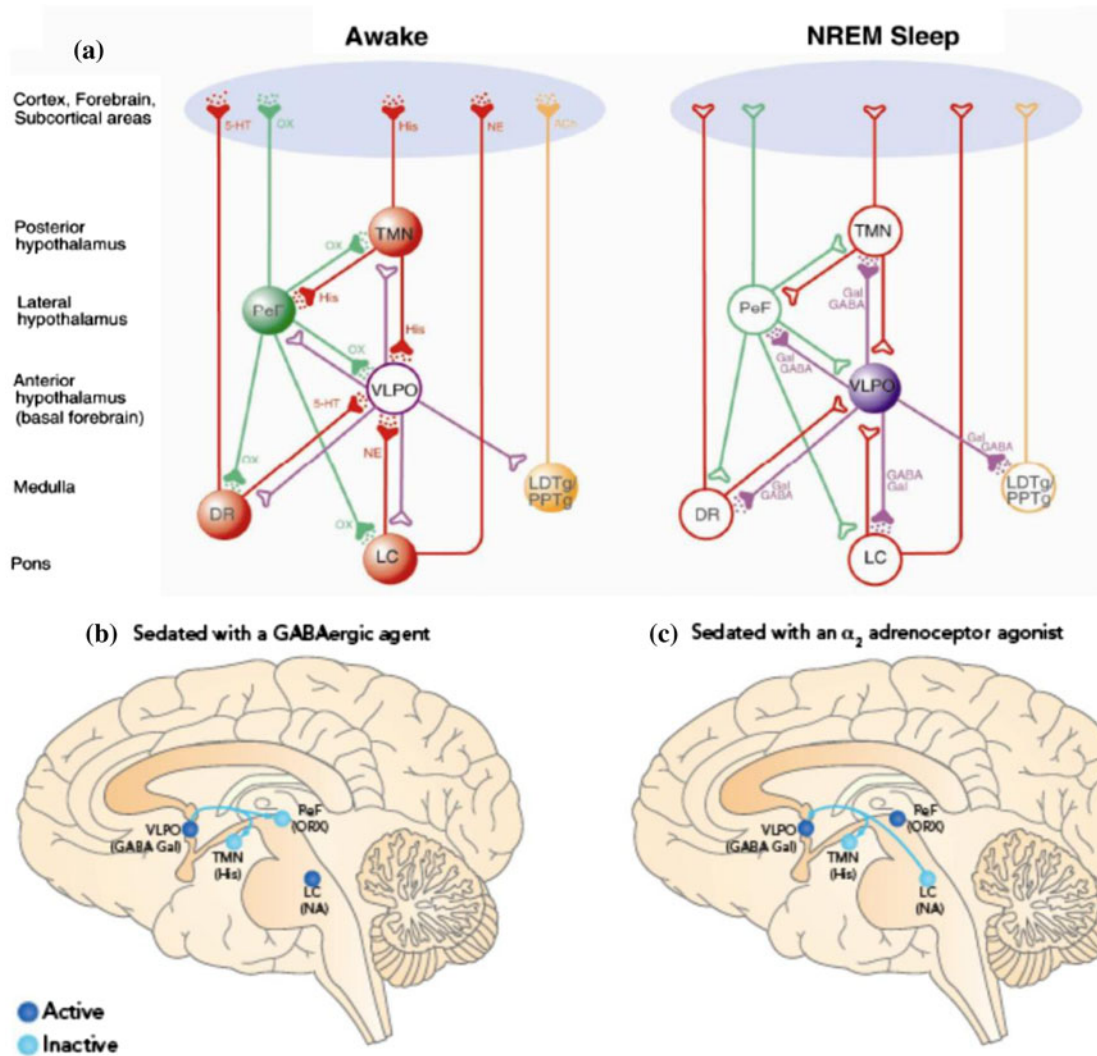 (a)
Awake
NREM Sleep
Cortex, Forebrain,
Subcortical areas
5-HT
OX
His
NE
ACh
Posterior
hypothalamus
TMN
TMN
OX
Lateral
hypothalamus
PeF
His
His
PeF
Gal
GABA
Anterior
hypothalamus
(basal forebrain)
OX
VLPO
Gal
GABA
VLPO
5-HT
NE
OX
Gal
GABA
GABA
Gal
Gal
GABA
Medulla
DR
LDTg/
PPTg
DR
LDTg/
PPTg
OX
Pons
LC
LC
(b) Sedated with a GABAergic agent
PeF
(ORX)
VLPO
(GABA Gal)
TMN
(His)
LC
(NA)
(c) Sedated with an α₂ adrenoceptor agonist
PeF
(ORX)
VLPO
(GABA Gal)
TMN
(His)
LC
(NA)
Active
Inactive